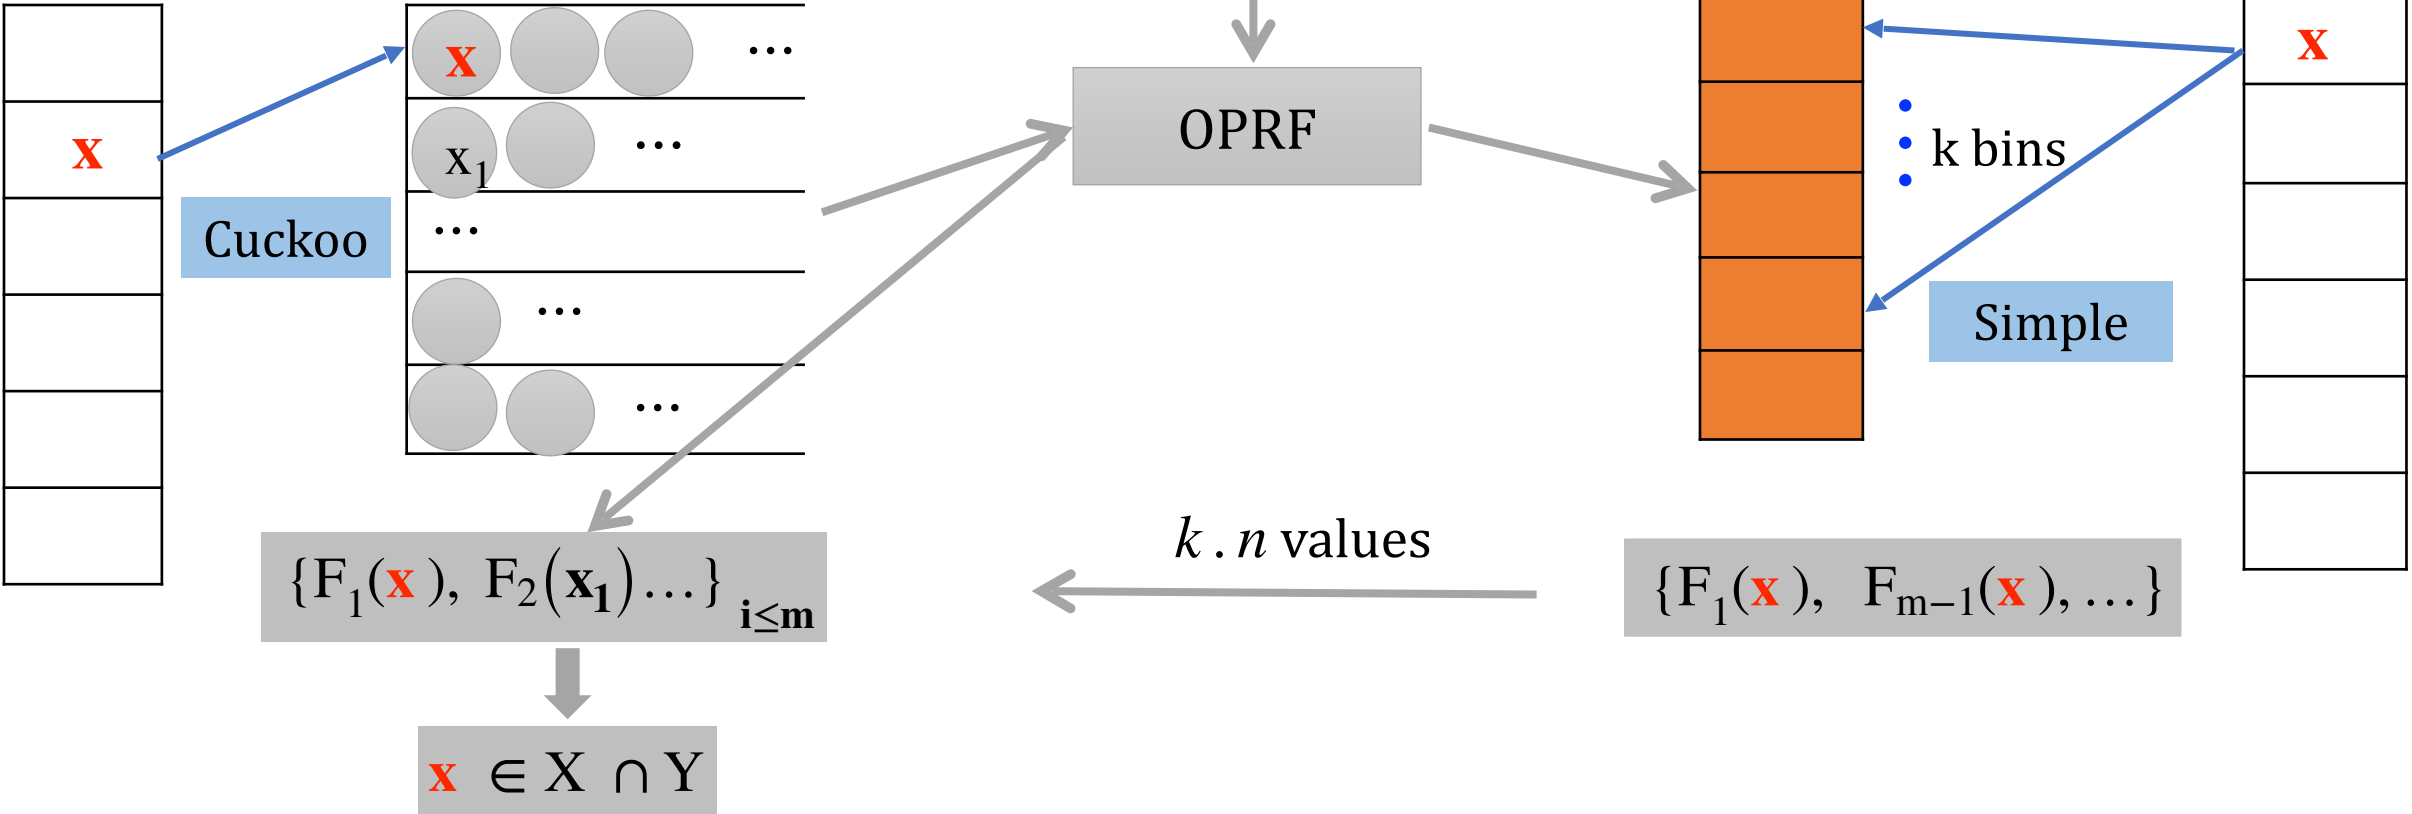 x
x …
x₁ …
…
…
…
x
Cuckoo
OPRF
k bins
x
Simple
{F₁(x), F₂(x₁)…} i≤m
k . n values
{F₁(x), Fₘ₋₁(x), …}
x ∈ X ∩ Y